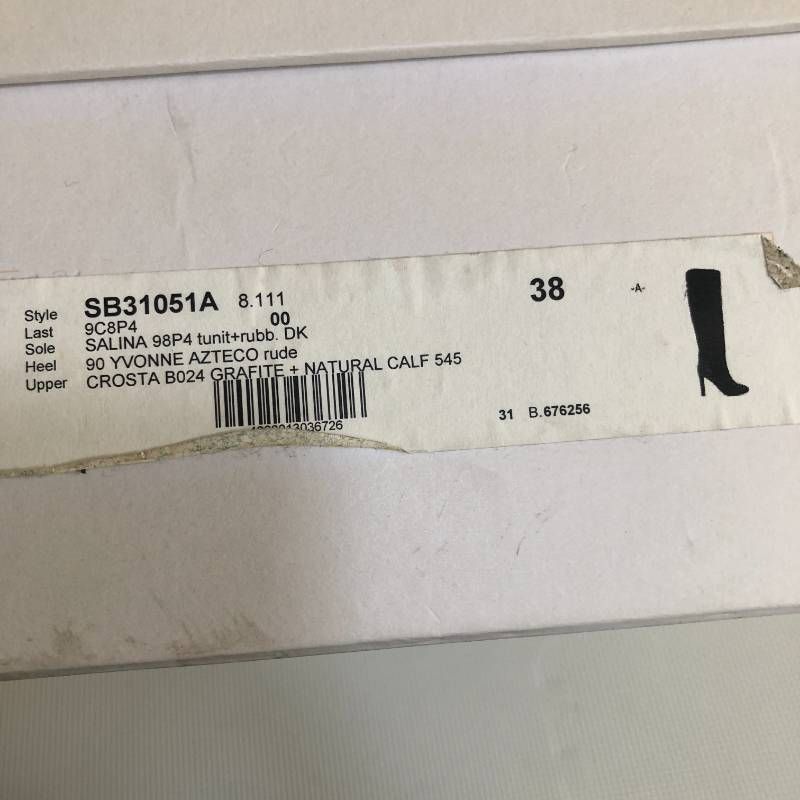 Style SB31051A 8.111 38 -A-
Last 9C8P4 00
Sole SALINA 98P4 tunit+rubb. DK
Heel 90 YVONNE AZTECO rude
Upper CROSTA B024 GRAFITE + NATURAL CALF 545
31 B.676256